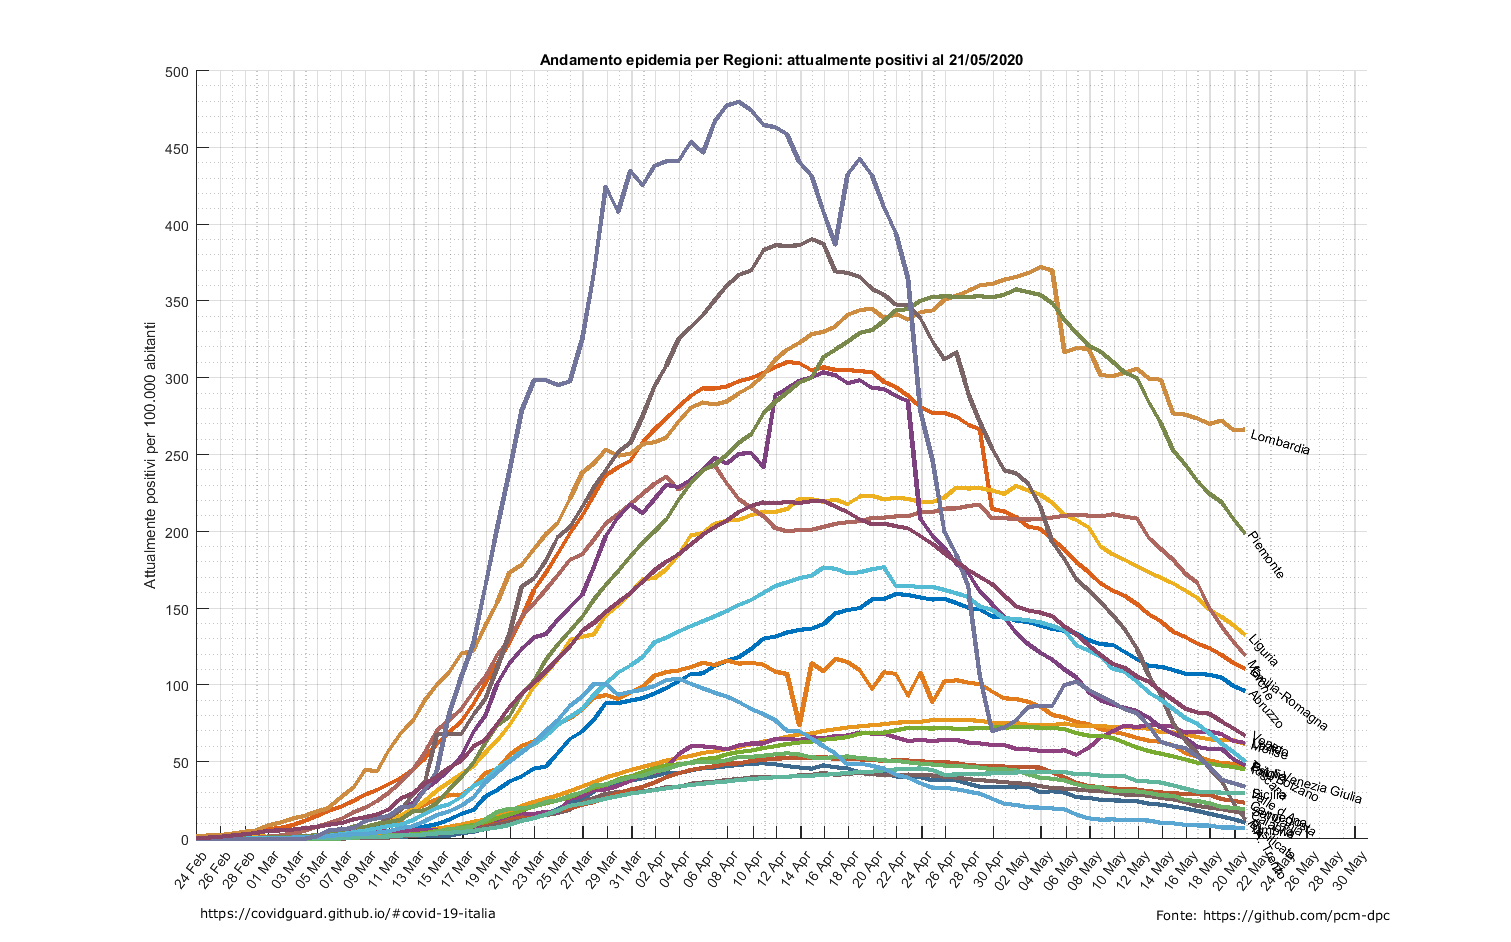 Andamento epidemia per Regioni: attualmente positivi al 21/05/2020
500
450
400
350
300
250
200
150
100
50
0
Attualmente positivi per 100.000 abitanti
Lombardia
Piemonte
Liguria
Emilia-Romagna
Abruzzo
Molise
Sicilia
24 Feb
26 Feb
28 Feb
01 Mar
03 Mar
05 Mar
07 Mar
09 Mar
11 Mar
13 Mar
15 Mar
17 Mar
19 Mar
21 Mar
23 Mar
25 Mar
27 Mar
29 Mar
31 Mar
02 Apr
04 Apr
06 Apr
08 Apr
10 Apr
12 Apr
14 Apr
16 Apr
18 Apr
20 Apr
22 Apr
24 Apr
26 Apr
28 Apr
30 Apr
02 May
04 May
06 May
08 May
10 May
12 May
14 May
16 May
18 May
20 May
22 May
24 May
26 May
28 May
30 May
https://covidguard.github.io/#covid-19-italia
Fonte: https://github.com/pcm-dpc